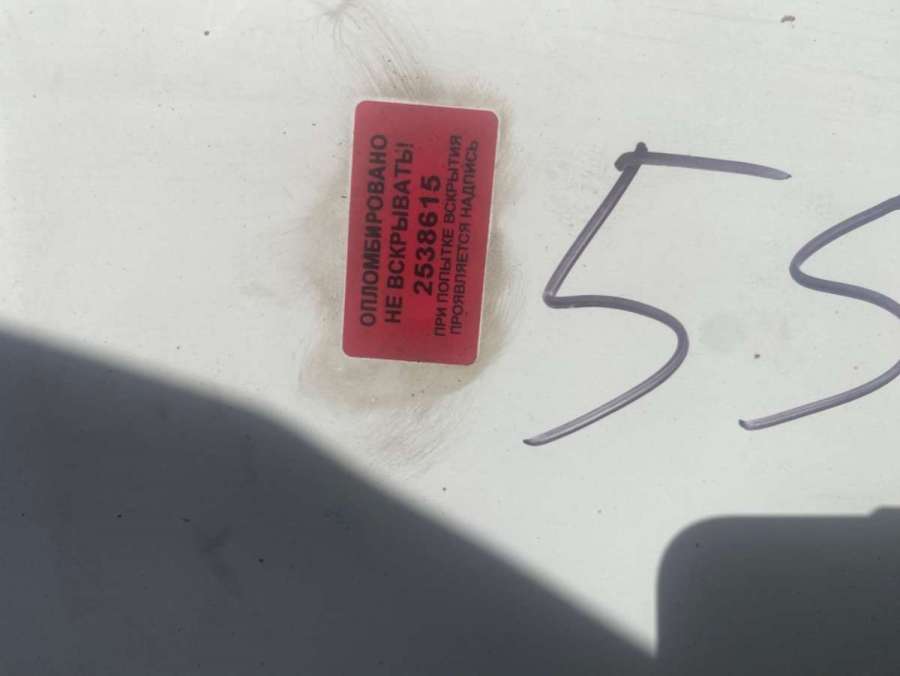 ОПЛОМБИРОВАНО
НЕ ВСКРЫВАТЬ!
2538615
ПРИ ПОПЫТКЕ ВСКРЫТИЯ
ПРОЯВЛЯЕТСЯ НАДПИСЬ
55